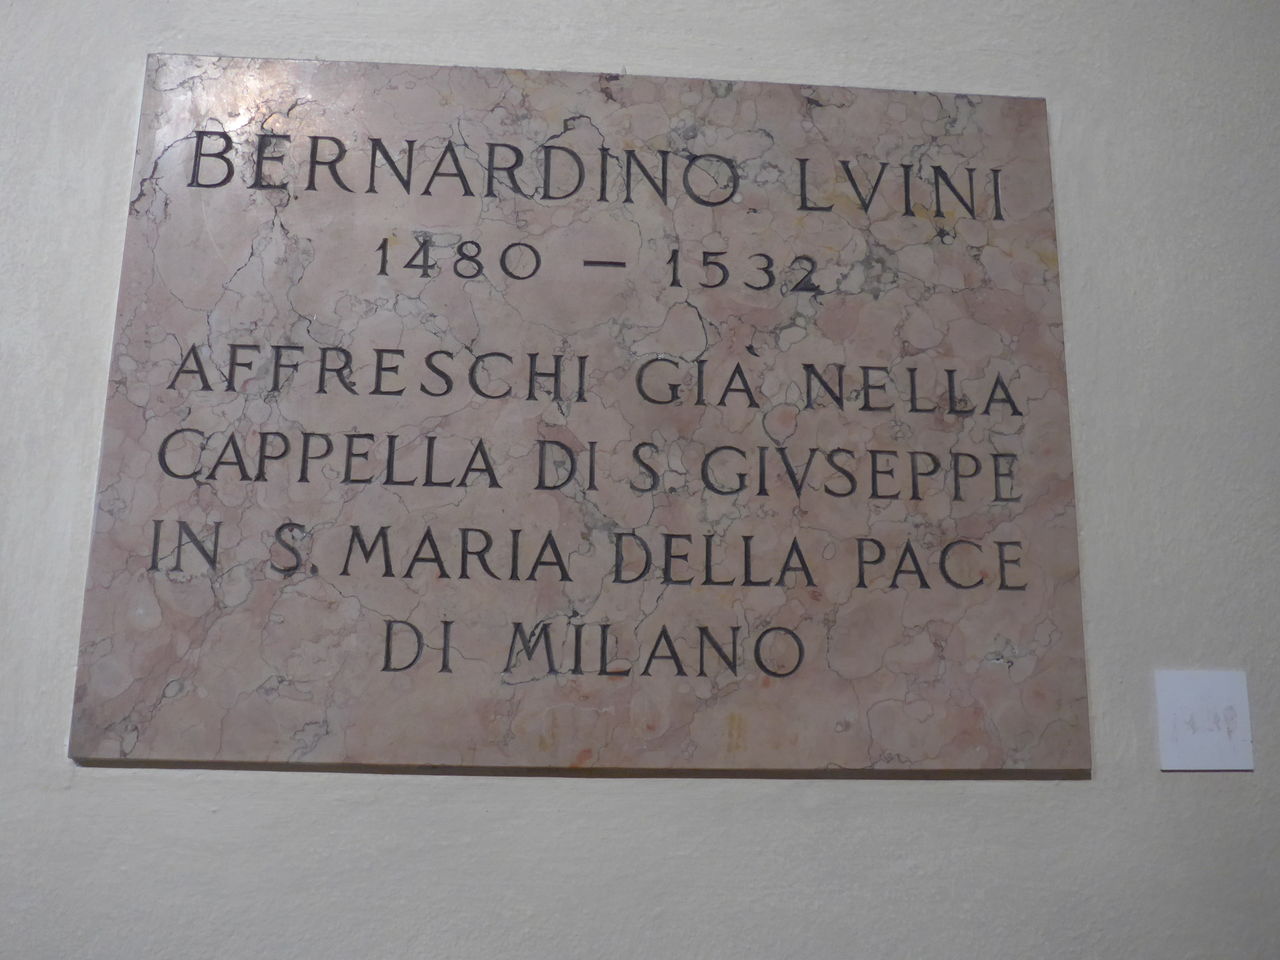 BERNARDINO LVINI
1480 – 1532
AFFRESCHI GIÀ NELLA
CAPPELLA DI S. GIVSEPPE
IN S. MARIA DELLA PACE
DI MILANO